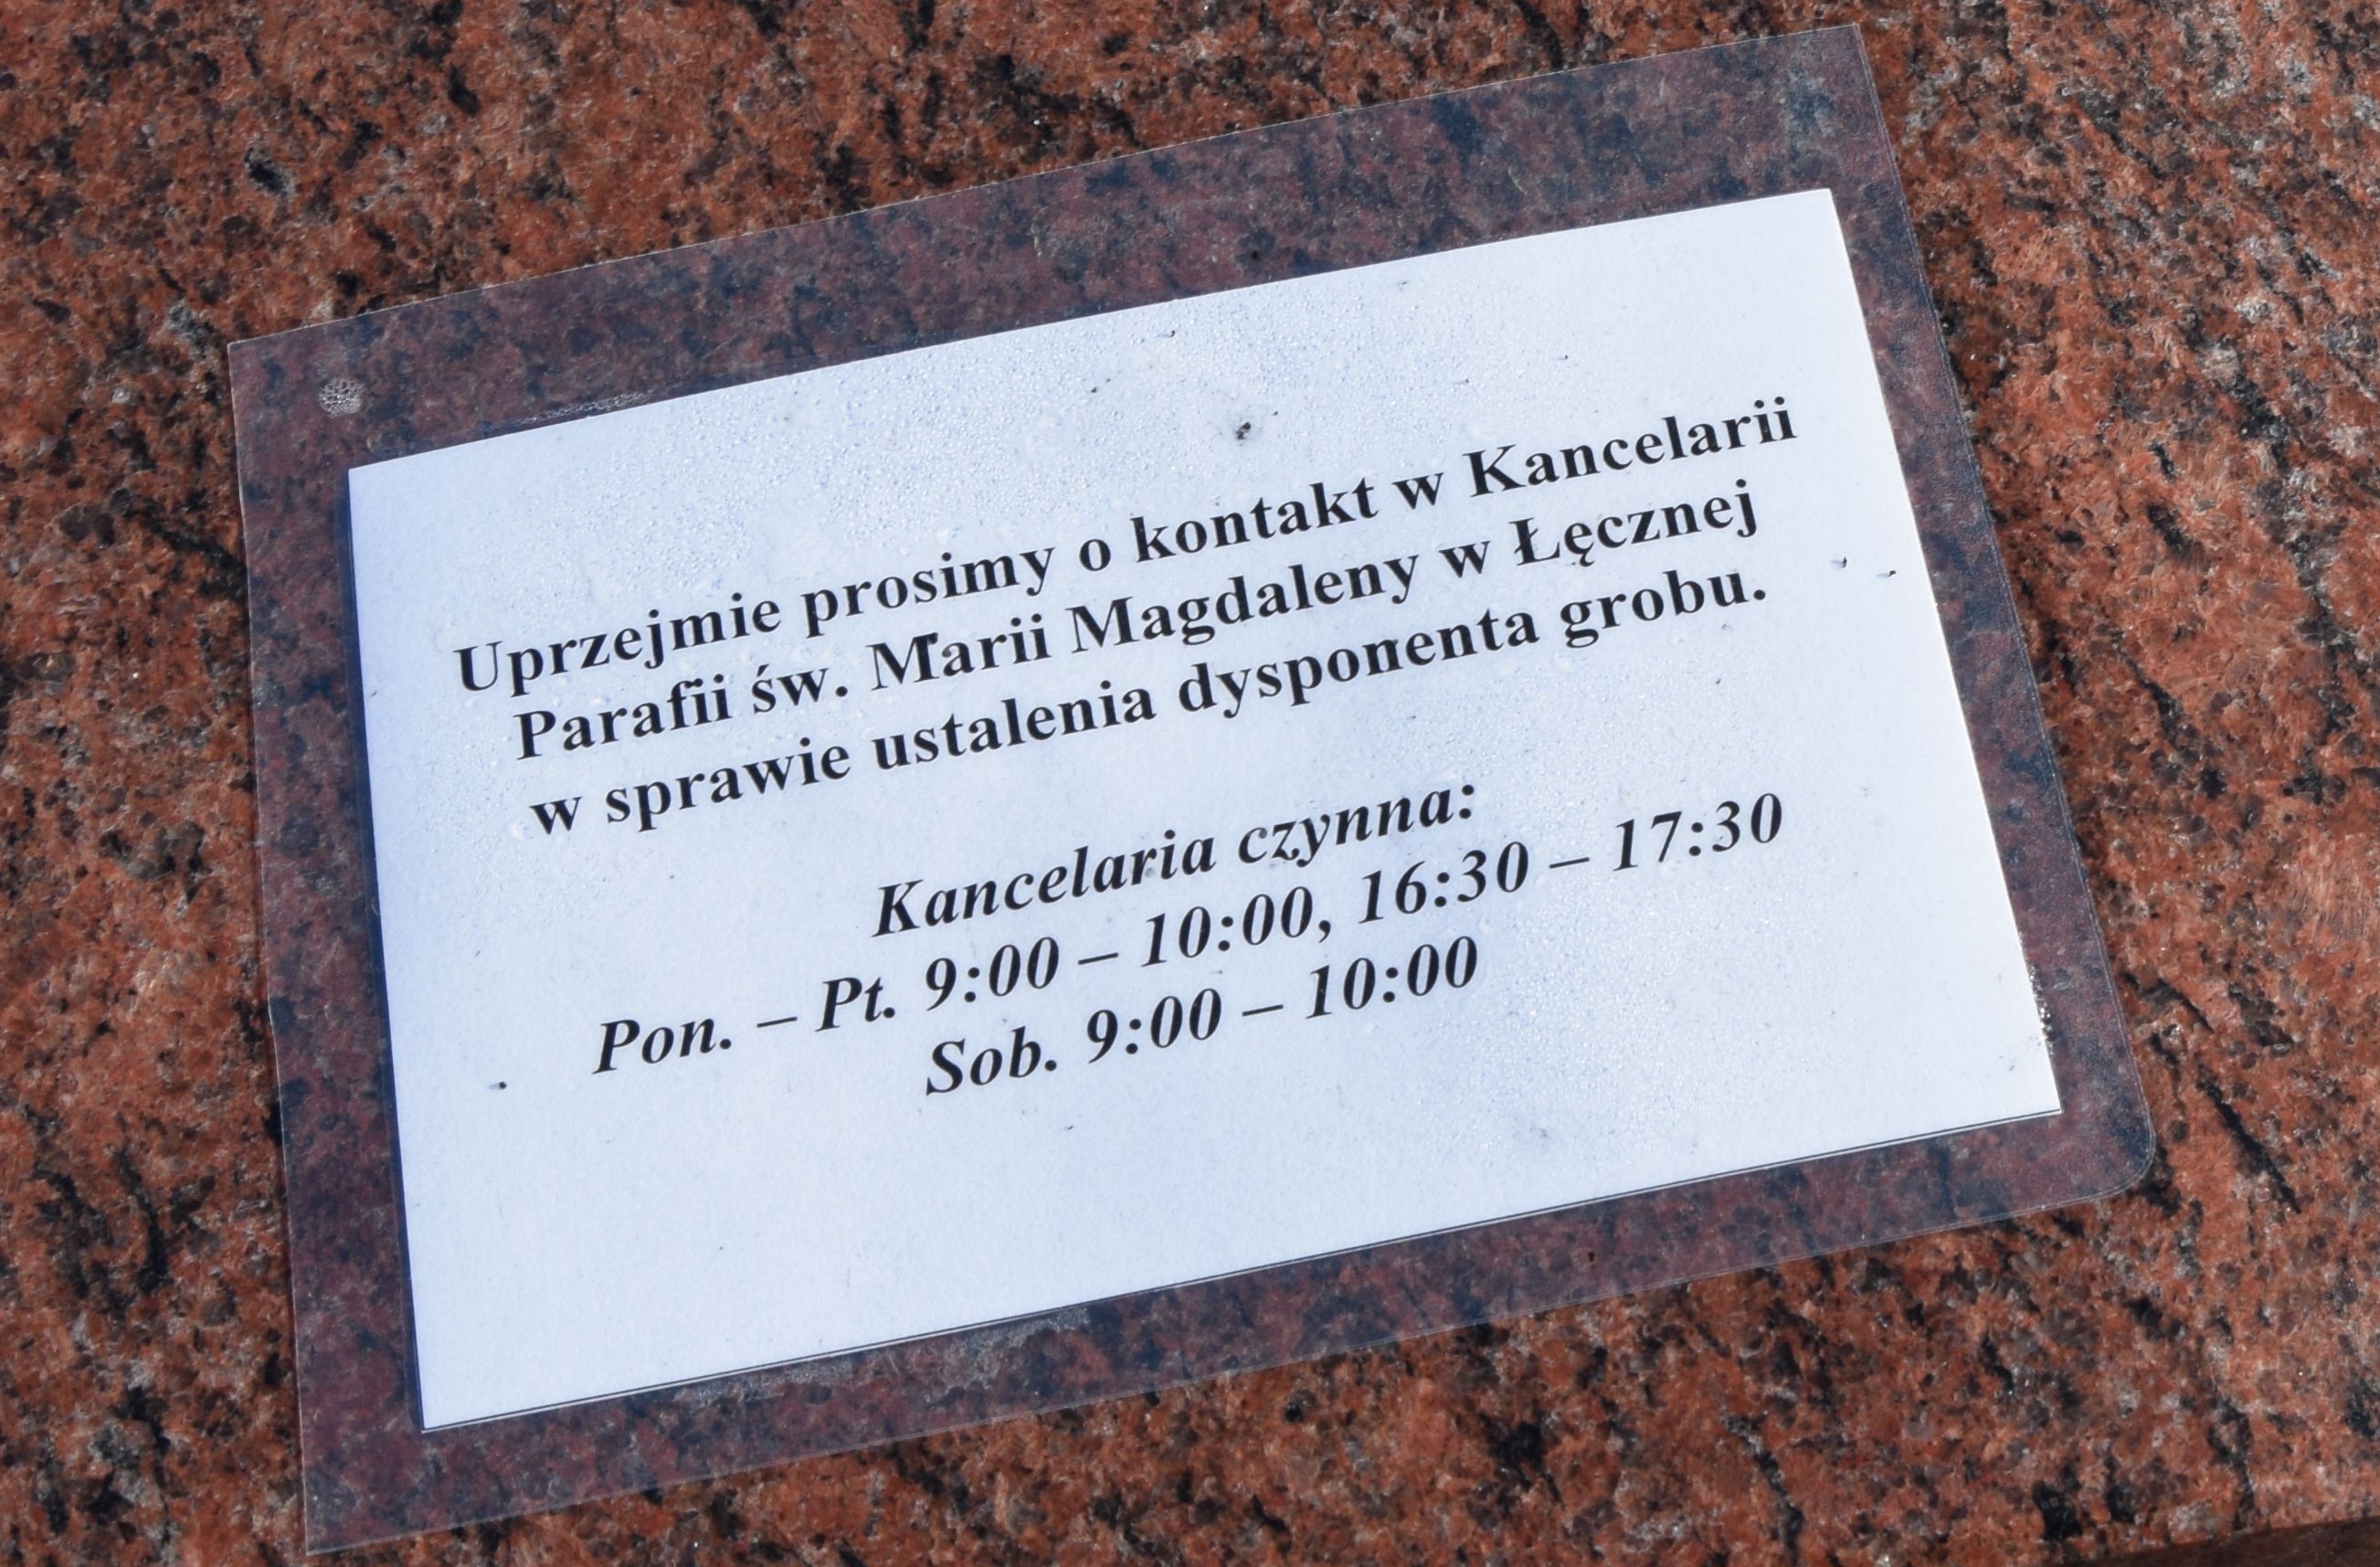 Uprzejmie prosimy o kontakt w Kancelarii
Parafii św. Marii Magdaleny w Łęcznej
w sprawie ustalenia dysponenta grobu.
Kancelaria czynna:
Pon. – Pt. 9:00 – 10:00, 16:30 – 17:30
Sob. 9:00 – 10:00